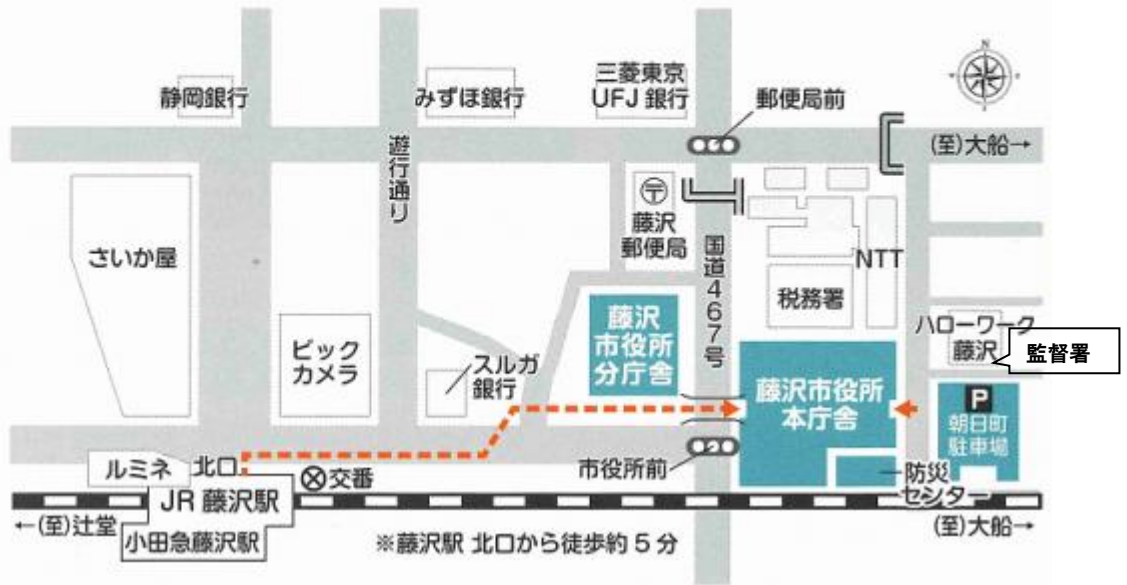 N
静岡銀行
みずほ銀行
三菱東京
UFJ 銀行
郵便局前
(至)大船→
遊行通り
〒
藤沢
郵便局
さいか屋
国道467号
NTT
税務署
藤沢
市役所
分庁舎
ハローワーク
藤沢
監督署
ビック
カメラ
スルガ
銀行
藤沢市役所
本庁舎
P
朝日町
駐車場
ルミネ
北口
交番
市役所前
防災
センター
JR 藤沢駅
←(至)辻堂
小田急藤沢駅
※藤沢駅 北口から徒歩約 5 分
(至)大船→